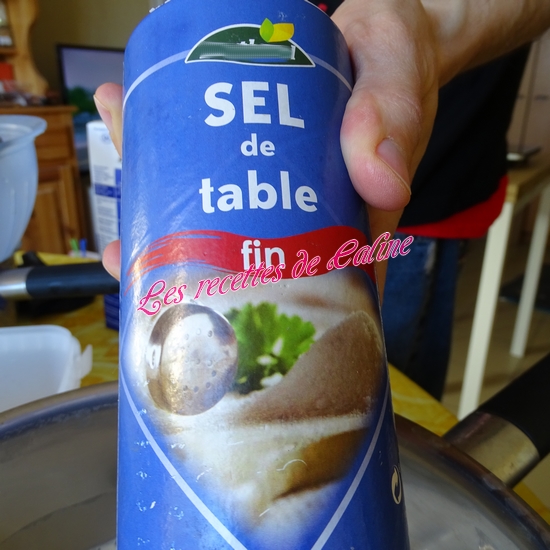 SEL
de
table
fin
Les recettes de Caline